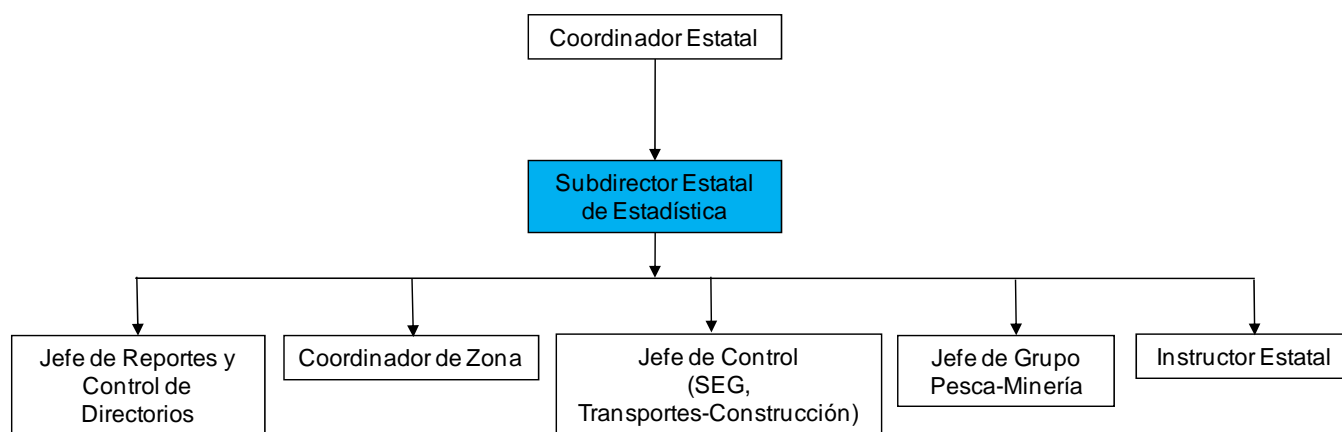 Coordinador Estatal
Subdirector Estatal
de Estadística
Jefe de Reportes y
Control de
Directorios
Coordinador de Zona
Jefe de Control
(SEG,
Transportes-Construcción)
Jefe de Grupo
Pesca-Minería
Instructor Estatal